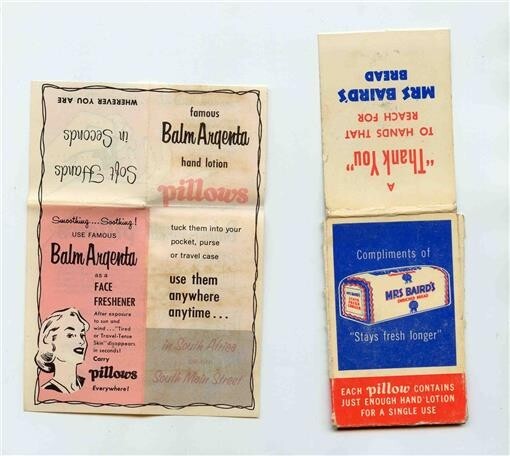 WHEREVER YOU ARE
in Seconds
Soft Hands
famous
Balm Argenta
hand lotion
pillows
Smoothing...Soothing!
USE FAMOUS
Balm Argenta
as a
FACE
FRESHENER
After exposure
to sun and
wind..."Tired
or Travel-Tense
Skin" disappears
in seconds!
Carry
pillows
Everywhere!
tuck them into your
pocket, purse
or travel case
use them
anywhere
anytime...
in South Africa
South Main Street
A
"Thank You"
TO HANDS THAT
REACH FOR
MRS BAIRD'S
BREAD
Compliments of
MRS BAIRD'S
ENRICHED BREAD
"Stays fresh longer"
EACH pillow CONTAINS
JUST ENOUGH HAND LOTION
FOR A SINGLE USE